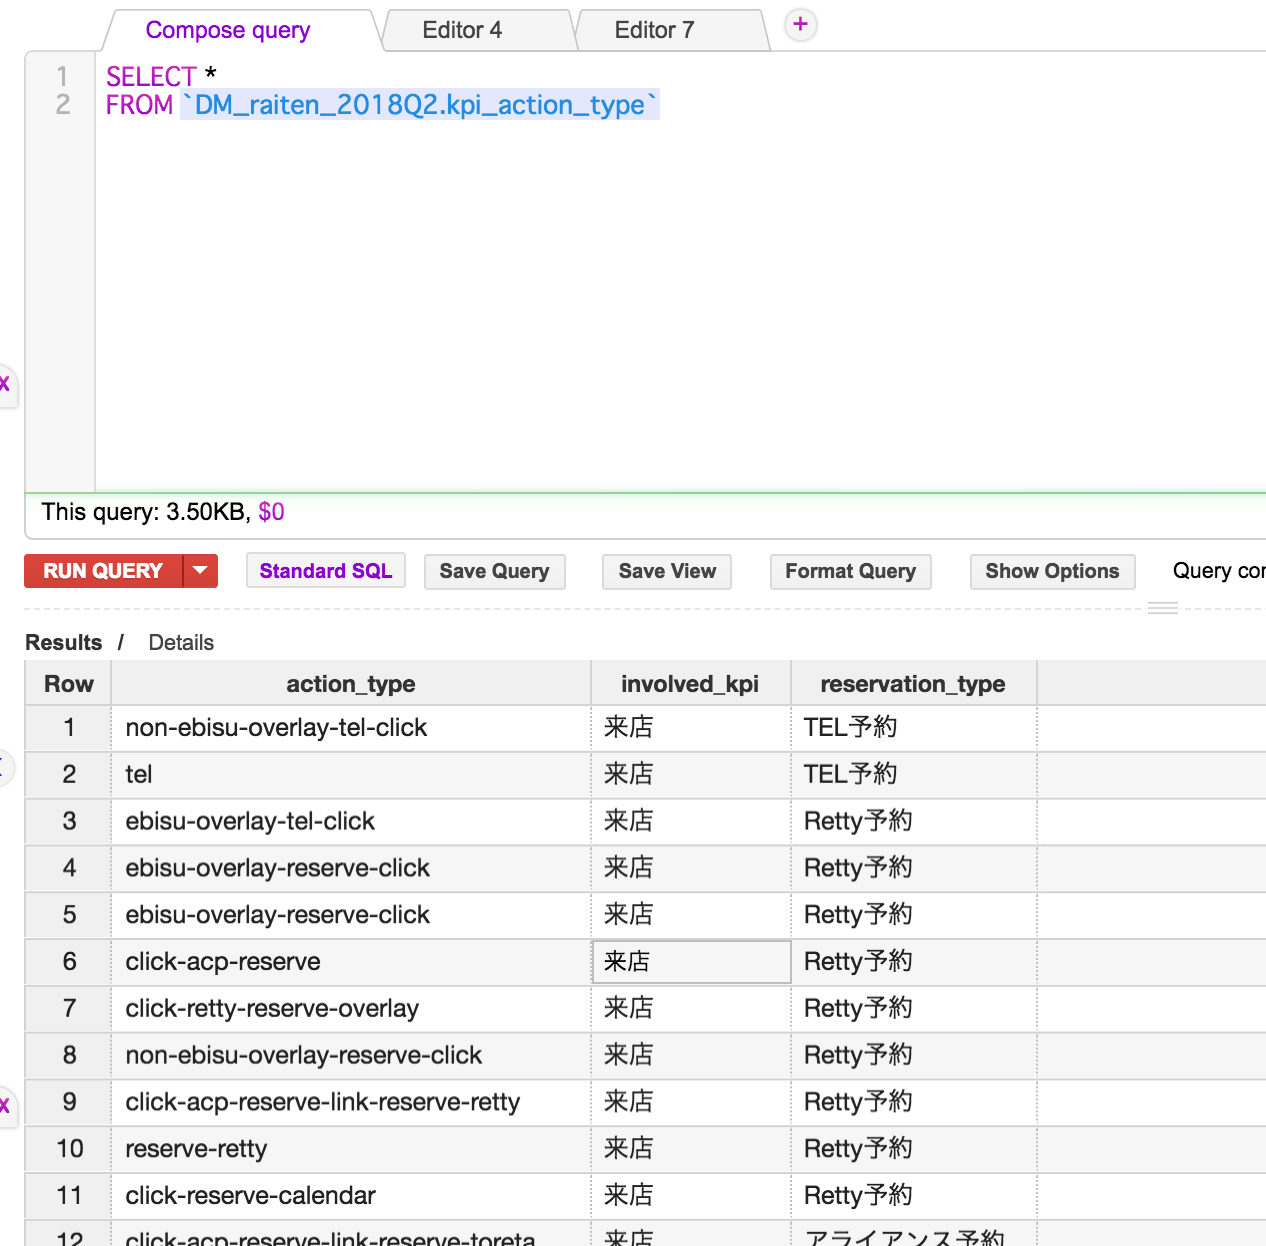 Compose query Editor 4 Editor 7 +
1 SELECT *
2 FROM `DM_raiten_2018Q2.kpi_action_type`
This query: 3.50KB, $0
RUN QUERY Standard SQL Save Query Save View Format Query Show Options Query
Results / Details
Row action_type involved_kpi reservation_type
1 non-ebisu-overlay-tel-click 来店 TEL予約
2 tel 来店 TEL予約
3 ebisu-overlay-tel-click 来店 Retty予約
4 ebisu-overlay-reserve-click 来店 Retty予約
5 ebisu-overlay-reserve-click 来店 Retty予約
6 click-acp-reserve 来店 Retty予約
7 click-retty-reserve-overlay 来店 Retty予約
8 non-ebisu-overlay-reserve-click 来店 Retty予約
9 click-acp-reserve-link-reserve-retty 来店 Retty予約
10 reserve-retty 来店 Retty予約
11 click-reserve-calendar 来店 Retty予約
12 click-acp-reserve-link-reserve-toreta 来店 アライアンス予約